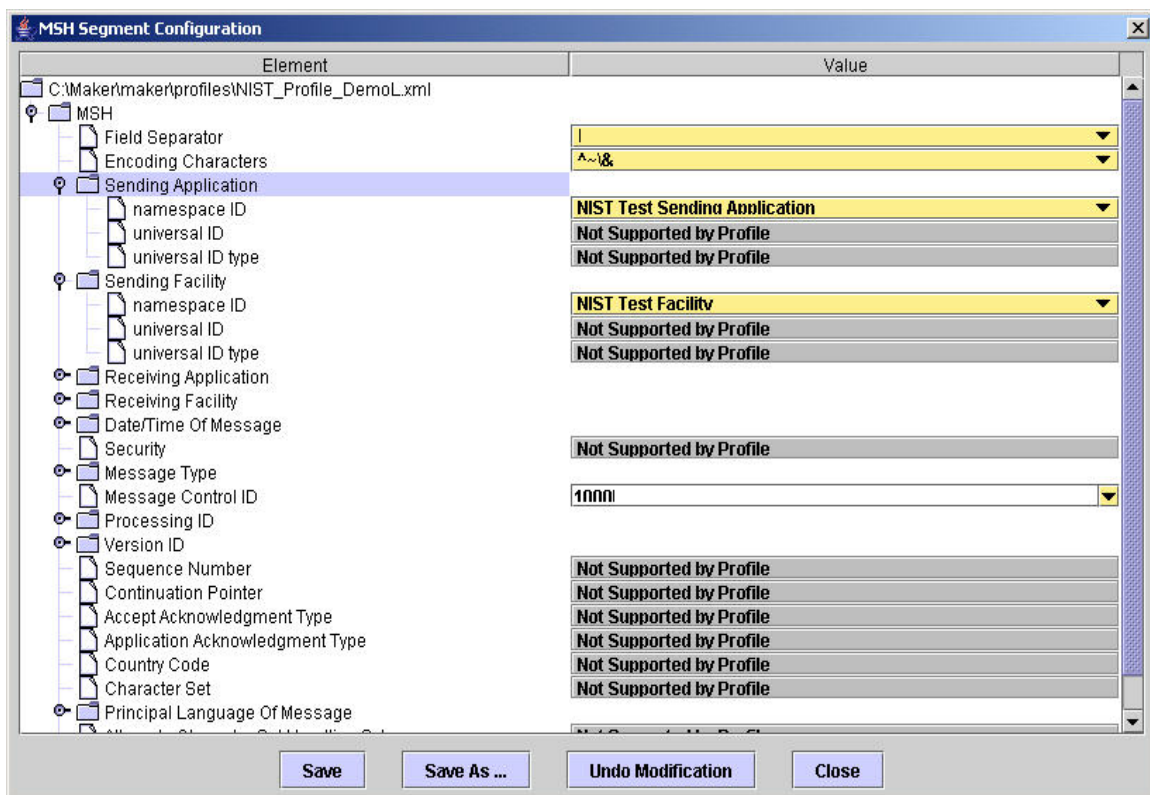 MSH Segment Configuration
Element Value
C:\Maker\maker\profiles\NIST_Profile_DemoL.xml
MSH
Field Separator |
Encoding Characters ^~\&
Sending Application
namespace ID NIST Test Sending Application
universal ID Not Supported by Profile
universal ID type Not Supported by Profile
Sending Facility
namespace ID NIST Test Facility
universal ID Not Supported by Profile
universal ID type Not Supported by Profile
Receiving Application
Receiving Facility
Date/Time Of Message
Security Not Supported by Profile
Message Type
Message Control ID 1000
Processing ID
Version ID
Sequence Number Not Supported by Profile
Continuation Pointer Not Supported by Profile
Accept Acknowledgment Type Not Supported by Profile
Application Acknowledgment Type Not Supported by Profile
Country Code Not Supported by Profile
Character Set Not Supported by Profile
Principal Language Of Message
Save Save As ... Undo Modification Close